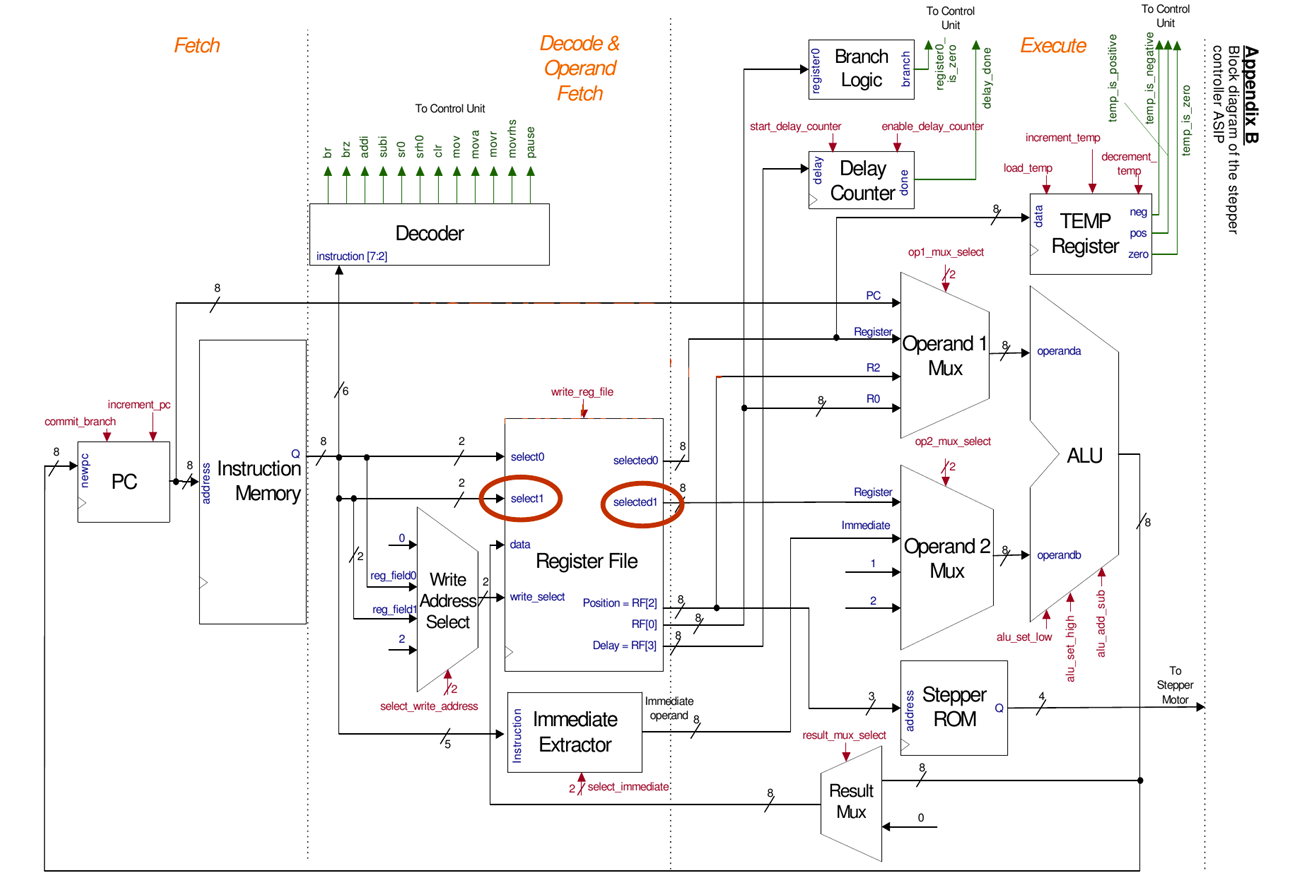 Fetch
Decode &
Operand
Fetch
Execute
Appendix B
Block diagram of the stepper
controller ASIP
To Control Unit
br
brz
addi
subi
sr0
srh0
clr
mov
mova
movr
movrhs
pause
Decoder
instruction [7:2]
To Control
Unit
register0
Branch
Logic
branch
register0_
is_zero
delay_done
To Control
Unit
temp_is_positive
temp_is_negative
temp_is_zero
start_delay_counter
enable_delay_counter
delay
Delay
Counter
done
increment_temp
load_temp
decrement_
temp
data
TEMP
Register
neg
pos
zero
8
8
op1_mux_select
2
PC
Register
R2
R0
8
Operand 1
Mux
8
operanda
ALU
operandb
8
alu_set_low
alu_set_high
alu_add_sub
commit_branch
increment_pc
8
newpc
PC
8
address
Instruction
Memory
Q
8
6
2
2
2
write_reg_file
select0
select1
data
write_select
Register File
selected0
selected1
Position = RF[2]
RF[0]
Delay = RF[3]
8
8
8
8
8
0
reg_field0
reg_field1
2
Write
Address
Select
2
2
select_write_address
op2_mux_select
2
Register
Immediate
1
2
Operand 2
Mux
8
5
Instruction
Immediate
Extractor
2
select_immediate
Immediate
operand
8
3
address
Stepper
ROM
Q
4
To
Stepper
Motor
result_mux_select
Result
Mux
8
0
8